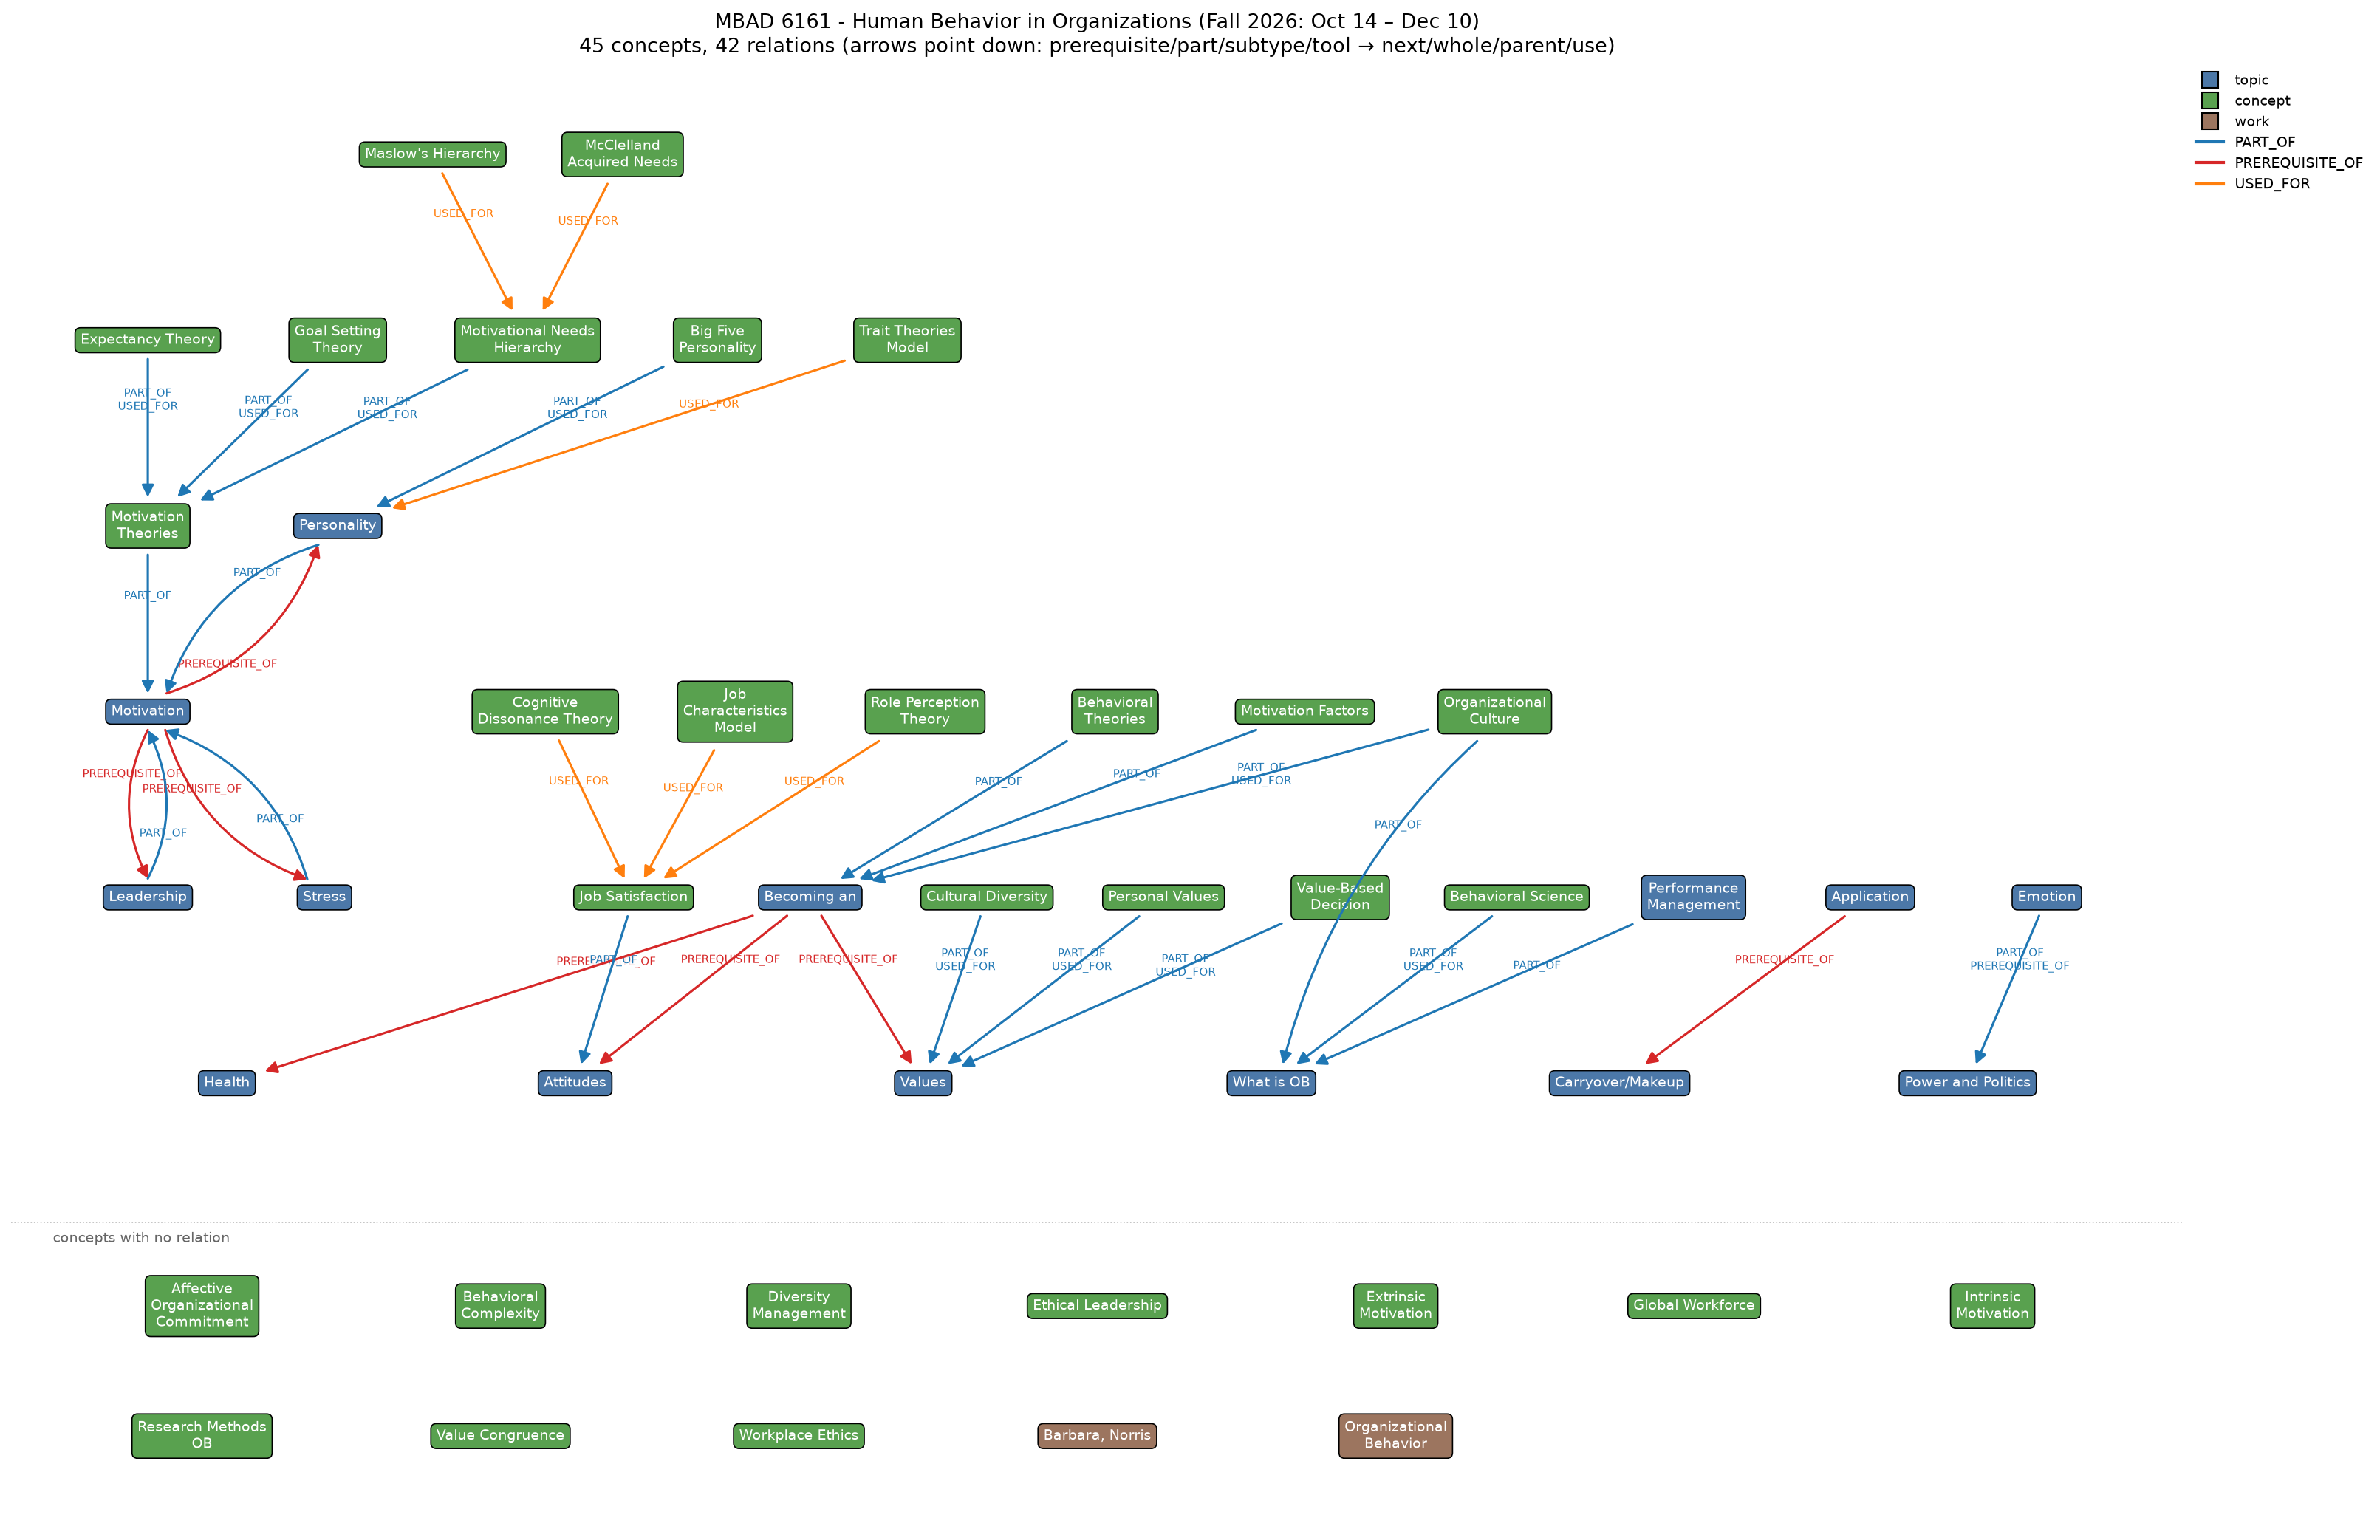 MBAD 6161 - Human Behavior in Organizations (Fall 2026: Oct 14 – Dec 10)
45 concepts, 42 relations (arrows point down: prerequisite/part/subtype/tool → next/whole/parent/use)
topic
concept
work
PART_OF
PREREQUISITE_OF
USED_FOR
Maslow's Hierarchy
McClelland
Acquired Needs
USED_FOR
USED_FOR
Expectancy Theory
Goal Setting
Theory
Motivational Needs
Hierarchy
Big Five
Personality
Trait Theories
Model
PART_OF
USED_FOR
PART_OF
USED_FOR
PART_OF
USED_FOR
PART_OF
USED_FOR
USED_FOR
Motivation
Theories
Personality
PART_OF
PART_OF
PREREQUISITE_OF
Motivation
Cognitive
Dissonance Theory
Job
Characteristics
Model
Role Perception
Theory
Behavioral
Theories
Motivation Factors
Organizational
Culture
PREREQUISITE_OF
PREREQUISITE_OF
PART_OF
PART_OF
USED_FOR
USED_FOR
USED_FOR
PART_OF
PART_OF
PART_OF
USED_FOR
PART_OF
Leadership
Stress
Job Satisfaction
Becoming an
Cultural Diversity
Personal Values
Value-Based
Decision
Behavioral Science
Performance
Management
Application
Emotion
PREREQUISITE_OF
PART_OF
PREREQUISITE_OF
PREREQUISITE_OF
PART_OF
USED_FOR
PART_OF
USED_FOR
PART_OF
USED_FOR
PART_OF
USED_FOR
PART_OF
PREREQUISITE_OF
PART_OF
PREREQUISITE_OF
Health
Attitudes
Values
What is OB
Carryover/Makeup
Power and Politics
concepts with no relation
Affective
Organizational
Commitment
Behavioral
Complexity
Diversity
Management
Ethical Leadership
Extrinsic
Motivation
Global Workforce
Intrinsic
Motivation
Research Methods
OB
Value Congruence
Workplace Ethics
Barbara, Norris
Organizational
Behavior